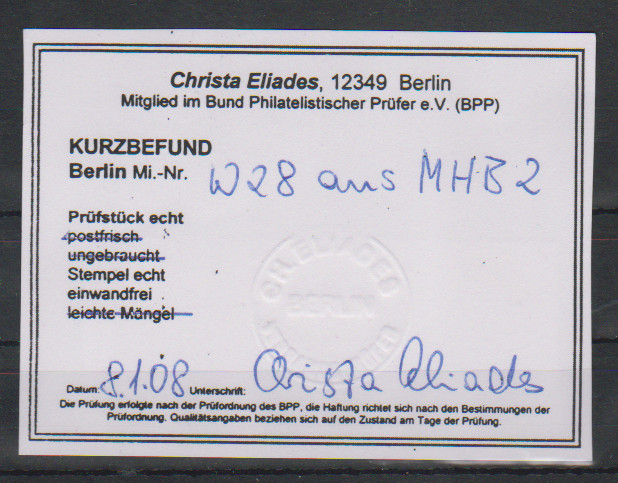 Christa Eliades, 12349 Berlin
Mitglied im Bund Philatelistischer Prüfer e.V. (BPP)
KURZBEFUND
Berlin Mi.-Nr. W28 aus MHB2
Prüfstück echt
postfrisch
ungebraucht
Stempel echt
einwandfrei
leichte Mängel
CH. ELIADES
BERLIN
Datum: 8.1.08 Unterschrift: Christa Eliades
Die Prüfung erfolgte nach der Prüfordnung des BPP, die Haftung richtet sich nach den Bestimmungen der
Prüfordnung. Qualitätsangaben beziehen sich auf den Zustand am Tage der Prüfung.